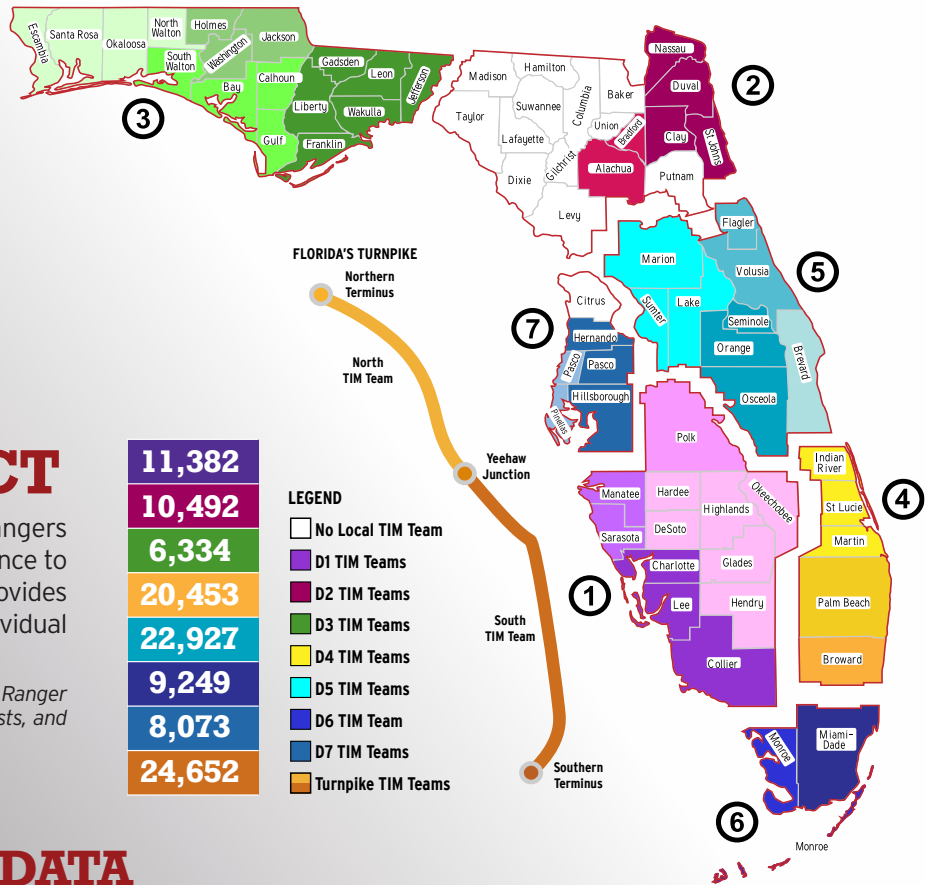 Escambia
Santa Rosa
Okaloosa
North
Walton
Holmes
Washington
Jackson
South
Walton
Bay
Calhoun
Gulf
Gadsden
Leon
Jefferson
Liberty
Wakulla
Franklin
3
Madison
Hamilton
Taylor
Suwannee
Columbia
Baker
Lafayette
Union
Bradford
Gilchrist
Dixie
Alachua
Levy
Nassau
Duval
Clay
St Johns
Putnam
2
Flagler
Marion
Volusia
5
Sumter
Lake
Seminole
Orange
Brevard
Osceola
Citrus
7
Hernando
Pasco
Pasco
Hillsborough
Pinellas
FLORIDA'S TURNPIKE
Northern
Terminus
North
TIM Team
Yeehaw
Junction
South
TIM Team
Southern
Terminus
Polk
Manatee
Hardee
Okeechobee
Highlands
Sarasota
DeSoto
Charlotte
Glades
1
Lee
Hendry
Collier
Indian
River
St Lucie
4
Martin
Palm Beach
Broward
Monroe
Miami-
Dade
6
Monroe
CT
angers
nce to
ovides
ividual
Ranger
sts, and
11,382
10,492
6,334
20,453
22,927
9,249
8,073
24,652
LEGEND
No Local TIM Team
D1 TIM Teams
D2 TIM Teams
D3 TIM Teams
D4 TIM Teams
D5 TIM Teams
D6 TIM Team
D7 TIM Teams
Turnpike TIM Teams
DATA